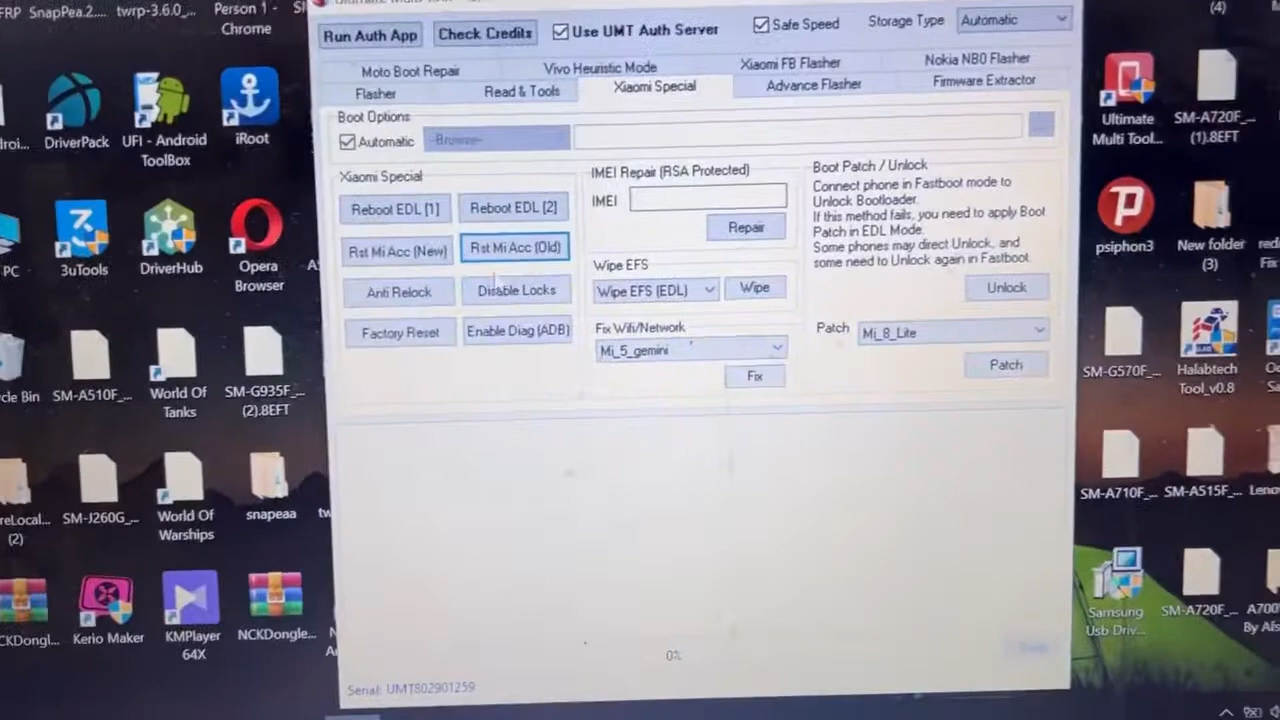 FRP
SnapPea.2....
twrp-3.6.0_...
Person 1 -
Chrome
DriverPack
UFI - Android
ToolBox
iRoot
PC
3uTools
DriverHub
Opera
Browser
cle Bin
SM-A510F_...
World Of
Tanks
SM-G935F_...
(2).8EFT
(2)
SM-J260G_...
World Of
Warships
snapeaa
Kerio Maker
KMPlayer
64X
NCKDongle...
Run Auth App
Check Credits
Use UMT Auth Server
Safe Speed
Storage Type
Automatic
Moto Boot Repair
Vivo Heuristic Mode
Xiaomi FB Flasher
Nokia NB0 Flasher
Flasher
Read & Tools
Xiaomi Special
Advance Flasher
Firmware Extractor
Boot Options
Automatic
-Browse-
...
Xiaomi Special
Reboot EDL [1]
Reboot EDL [2]
Rst Mi Acc (New)
Rst Mi Acc (Old)
Anti Relock
Disable Locks
Factory Reset
Enable Diag (ADB)
IMEI Repair (RSA Protected)
IMEI
Repair
Wipe EFS
Wipe EFS (EDL)
Wipe
Fix Wifi/Network
Mi_5_gemini
Fix
Boot Patch / Unlock
Connect phone in Fastboot mode to
Unlock Bootloader.
If this method fails, you need to apply Boot
Patch in EDL Mode.
Some phones may direct Unlock, and
some need to Unlock again in Fastboot.
Unlock
Patch
Mi_8_Lite
Patch
0%
Serial: UMT802901259
(4)
Ultimate
Multi Tool...
SM-A720F_...
(1).8EFT
psiphon3
New folder
(3)
SM-G570F_...
Halabtech
Tool_v0.8
SM-A710F_...
SM-A515F_...
Samsung
Usb Driv...
SM-A720F_...